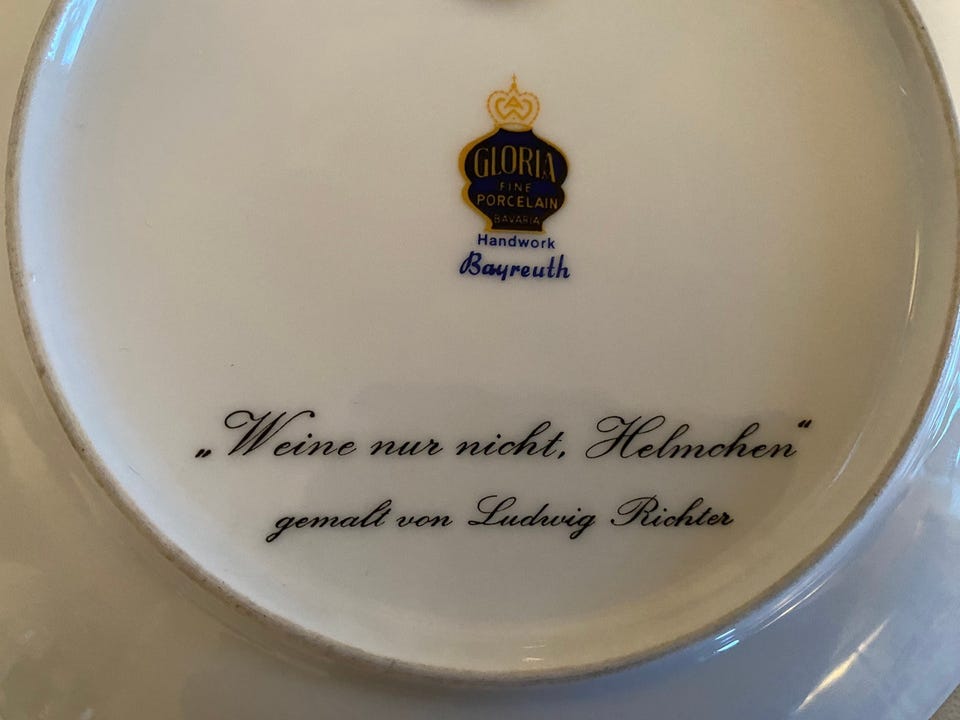 GLORIA
FINE
PORCELAIN
BAVARIA
Handwork
Bayreuth
„Weine nur nicht, Helmchen“
gemalt von Ludwig Richter